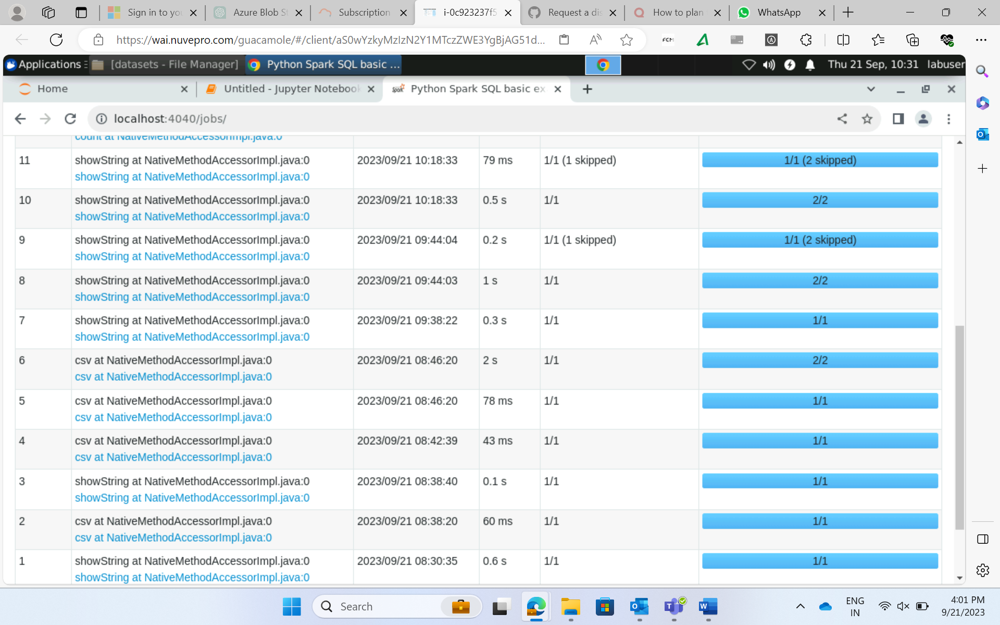 Sign in to yo
Azure Blob St
Subscription
i-0c923237f5
Request a dis
How to plan
WhatsApp
https://wai.nuvepro.com/guacamole/#/client/aS0wYzkyMzIzN2Y1MTczZWE3YgBjAG51d...
Applications
[datasets - File Manager]
Python Spark SQL basic ...
Thu 21 Sep, 10:31 labuser
Home
Untitled - Jupyter Notebook
Python Spark SQL basic ex
localhost:4040/jobs/
count at NativeMethodAccessorImpl.java:0
11 showString at NativeMethodAccessorImpl.java:0 2023/09/21 10:18:33 79 ms 1/1 (1 skipped) 1/1 (2 skipped)
showString at NativeMethodAccessorImpl.java:0
10 showString at NativeMethodAccessorImpl.java:0 2023/09/21 10:18:33 0.5 s 1/1 2/2
showString at NativeMethodAccessorImpl.java:0
9 showString at NativeMethodAccessorImpl.java:0 2023/09/21 09:44:04 0.2 s 1/1 (1 skipped) 1/1 (2 skipped)
showString at NativeMethodAccessorImpl.java:0
8 showString at NativeMethodAccessorImpl.java:0 2023/09/21 09:44:03 1 s 1/1 2/2
showString at NativeMethodAccessorImpl.java:0
7 showString at NativeMethodAccessorImpl.java:0 2023/09/21 09:38:22 0.3 s 1/1 1/1
showString at NativeMethodAccessorImpl.java:0
6 csv at NativeMethodAccessorImpl.java:0 2023/09/21 08:46:20 2 s 1/1 2/2
csv at NativeMethodAccessorImpl.java:0
5 csv at NativeMethodAccessorImpl.java:0 2023/09/21 08:46:20 78 ms 1/1 1/1
csv at NativeMethodAccessorImpl.java:0
4 csv at NativeMethodAccessorImpl.java:0 2023/09/21 08:42:39 43 ms 1/1 1/1
csv at NativeMethodAccessorImpl.java:0
3 showString at NativeMethodAccessorImpl.java:0 2023/09/21 08:38:40 0.1 s 1/1 1/1
showString at NativeMethodAccessorImpl.java:0
2 csv at NativeMethodAccessorImpl.java:0 2023/09/21 08:38:20 60 ms 1/1 1/1
csv at NativeMethodAccessorImpl.java:0
1 showString at NativeMethodAccessorImpl.java:0 2023/09/21 08:30:35 0.6 s 1/1 1/1
showString at NativeMethodAccessorImpl.java:0
Search
ENG
IN
4:01 PM
9/21/2023